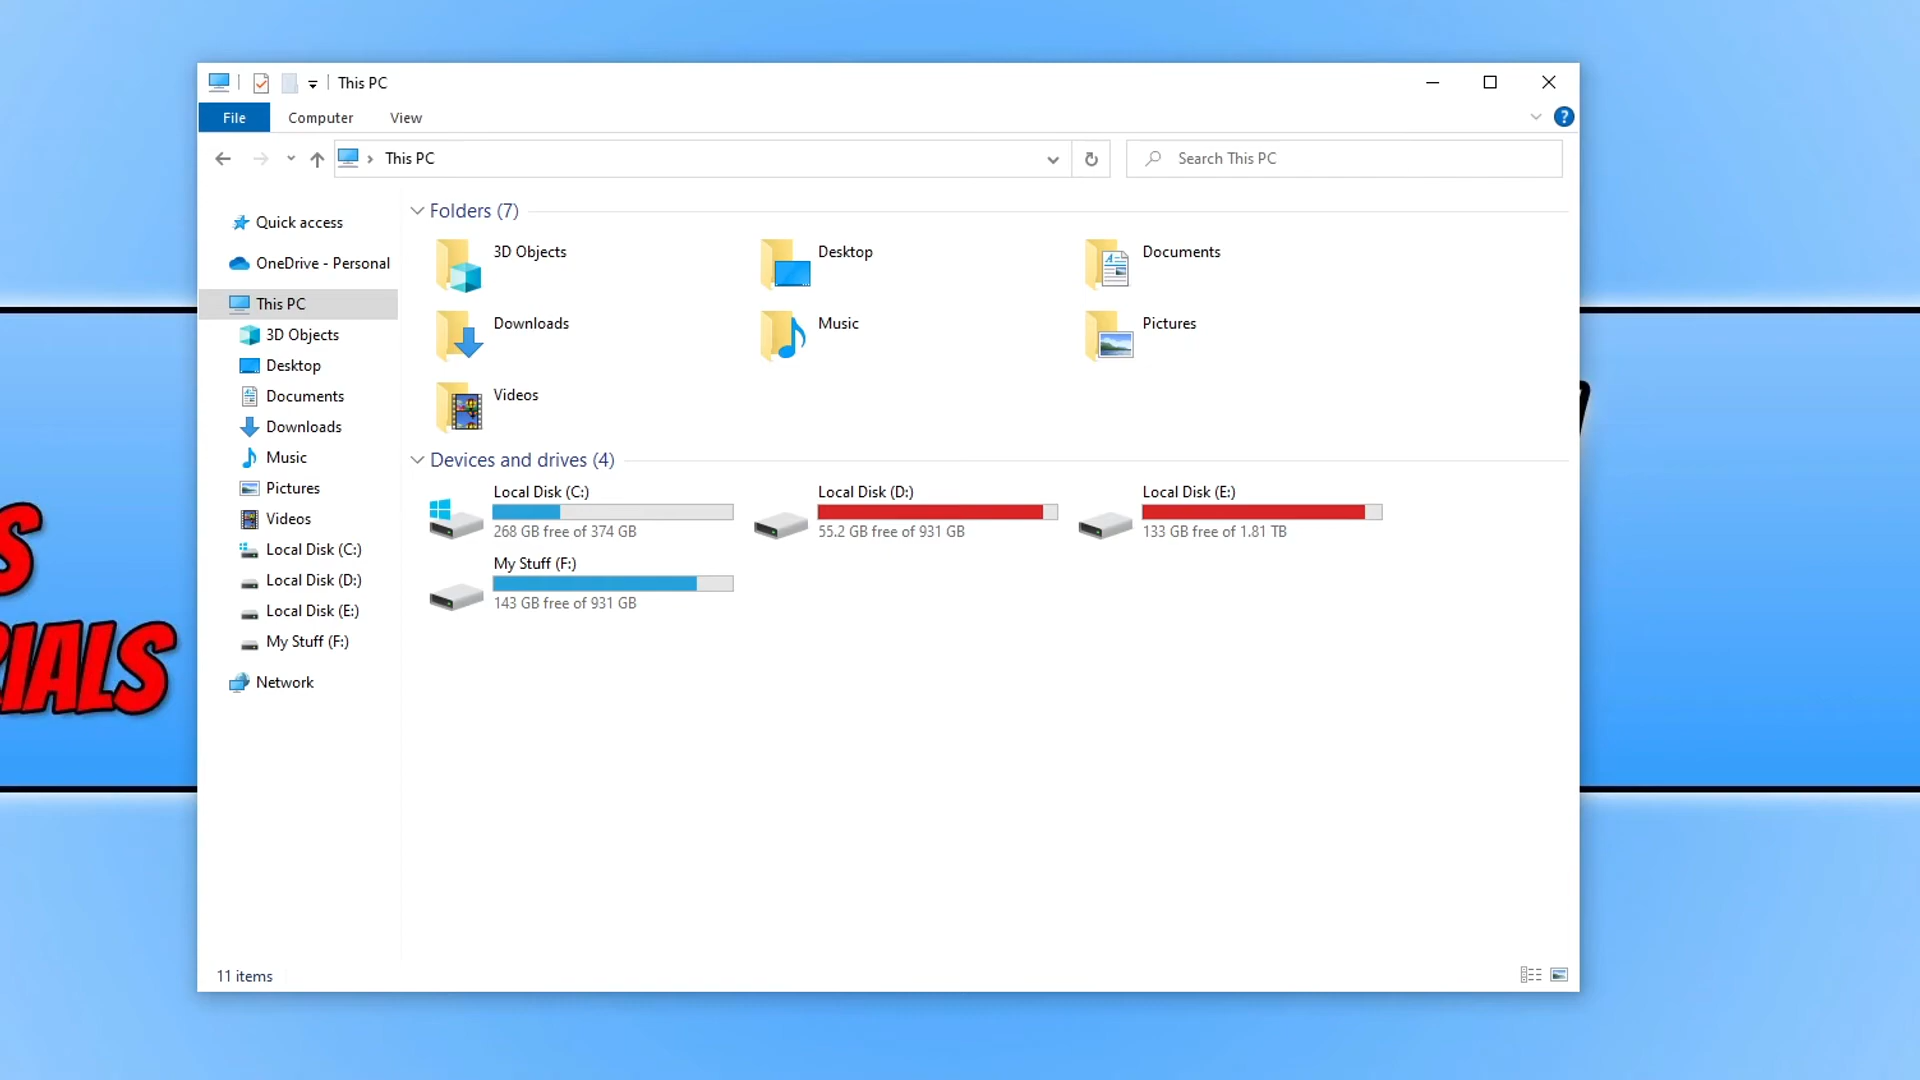 This PC
File Computer View
This PC
Search This PC
Quick access
OneDrive - Personal
This PC
3D Objects
Desktop
Documents
Downloads
Music
Pictures
Videos
Local Disk (C:)
Local Disk (D:)
Local Disk (E:)
My Stuff (F:)
Network
Folders (7)
3D Objects
Desktop
Documents
Downloads
Music
Pictures
Videos
Devices and drives (4)
Local Disk (C:)
268 GB free of 374 GB
Local Disk (D:)
55.2 GB free of 931 GB
Local Disk (E:)
133 GB free of 1.81 TB
My Stuff (F:)
143 GB free of 931 GB
11 items